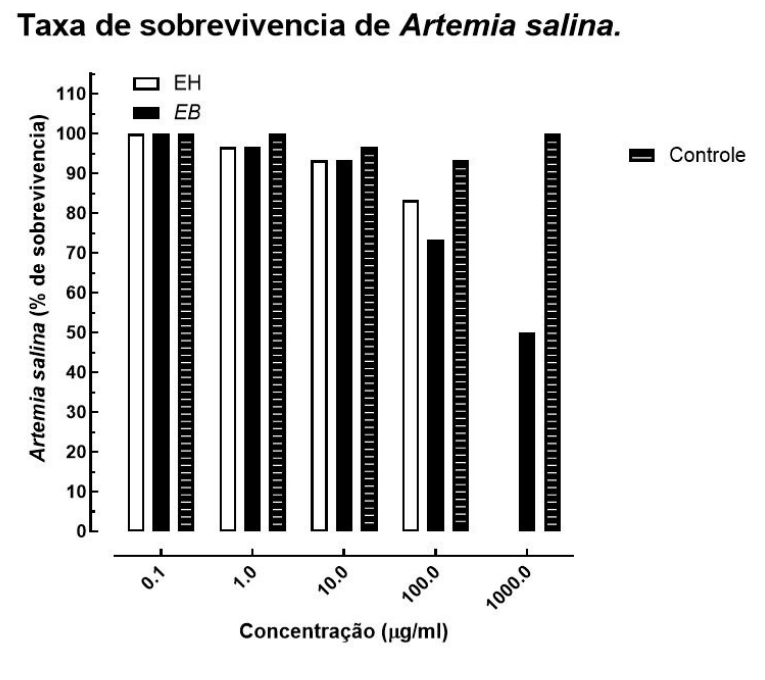 Taxa de sobrevivencia de Artemia salina.
EH
EB
Controle
Artemia salina (% de sobrevivencia)
110
100
90
80
70
60
50
40
30
20
10
0
0.1
1.0
10.0
100.0
1000.0
Concentração (µg/ml)